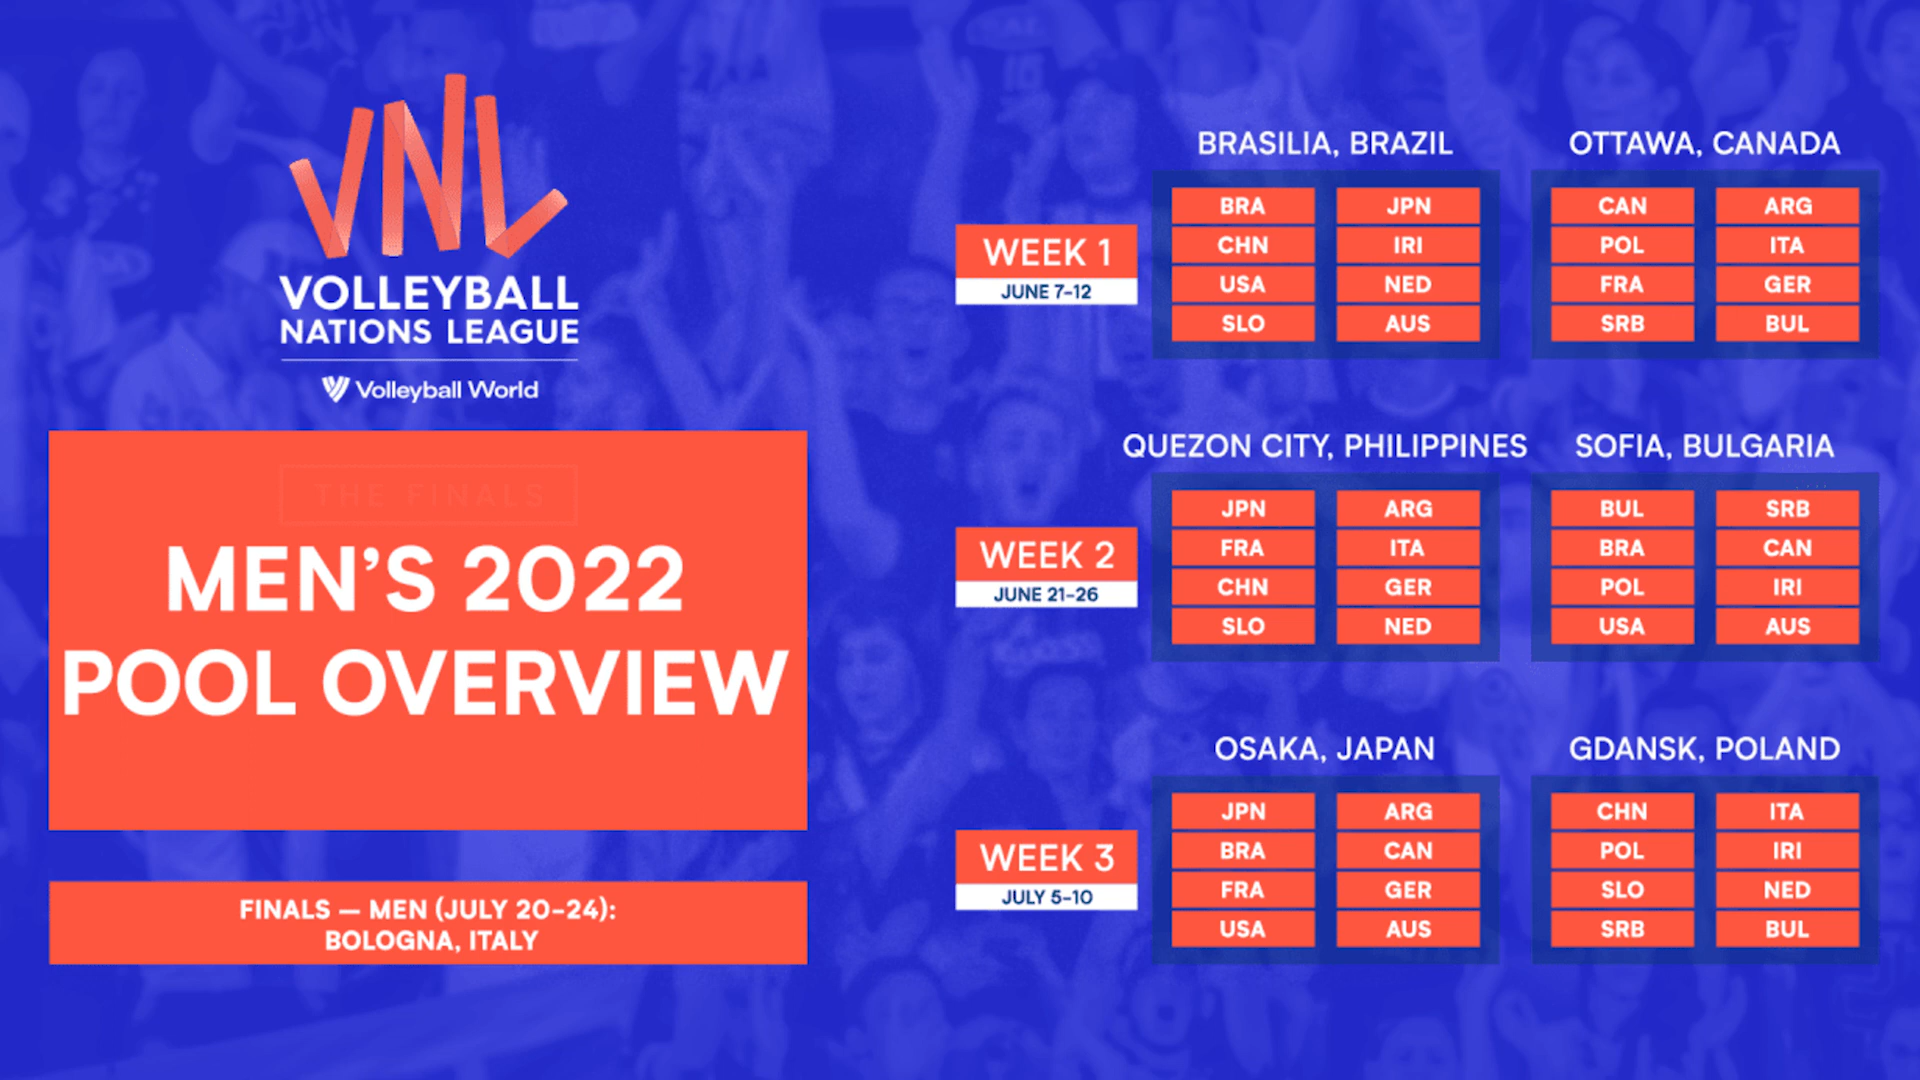 VNL
VOLLEYBALL
NATIONS LEAGUE
Volleyball World
THE FINALS
MEN'S 2022
POOL OVERVIEW
FINALS — MEN (JULY 20-24):
BOLOGNA, ITALY
WEEK 1
JUNE 7-12
BRASILIA, BRAZIL
BRA JPN
CHN IRI
USA NED
SLO AUS
OTTAWA, CANADA
CAN ARG
POL ITA
FRA GER
SRB BUL
WEEK 2
JUNE 21-26
QUEZON CITY, PHILIPPINES
JPN ARG
FRA ITA
CHN GER
SLO NED
SOFIA, BULGARIA
BUL SRB
BRA CAN
POL IRI
USA AUS
WEEK 3
JULY 5-10
OSAKA, JAPAN
JPN ARG
BRA CAN
FRA GER
USA AUS
GDANSK, POLAND
CHN ITA
POL IRI
SLO NED
SRB BUL